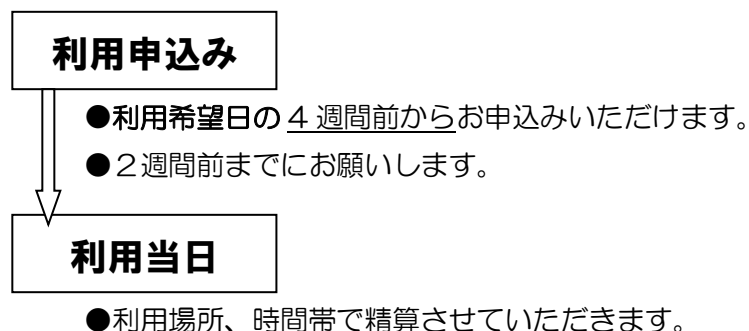 利用申込み
●利用希望日の４週間前からお申込みいただけます。
●２週間前までにお願いします。
利用当日
●利用場所、時間帯で精算させていただきます。